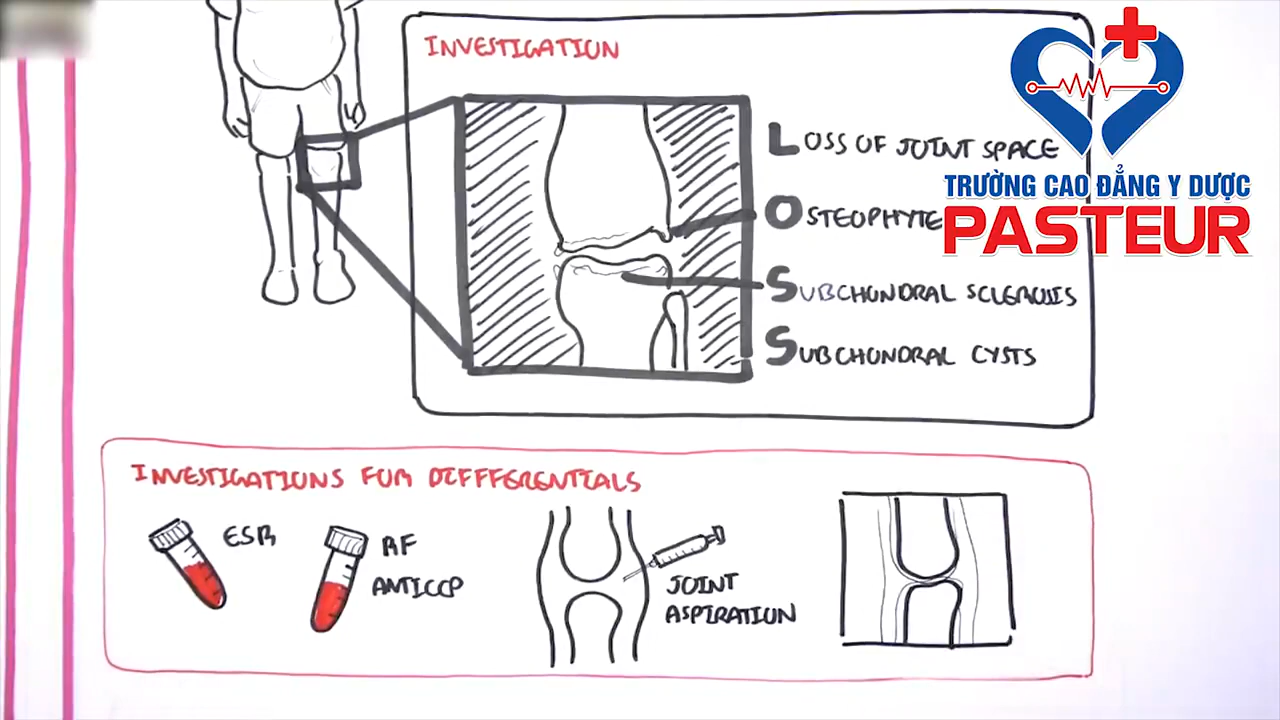 INVESTIGATION
LOSS OF JOINT SPACE
OSTEOPHYTE
SUBCHONDRAL SCLEROSIS
SUBCHONDRAL CYSTS
TRƯỜNG CAO ĐẲNG Y DƯỢC
PASTEUR
INVESTIGATIONS FOR DIFFFERENTIALS
ESR
RF
ANTICCP
JOINT
ASPIRATION